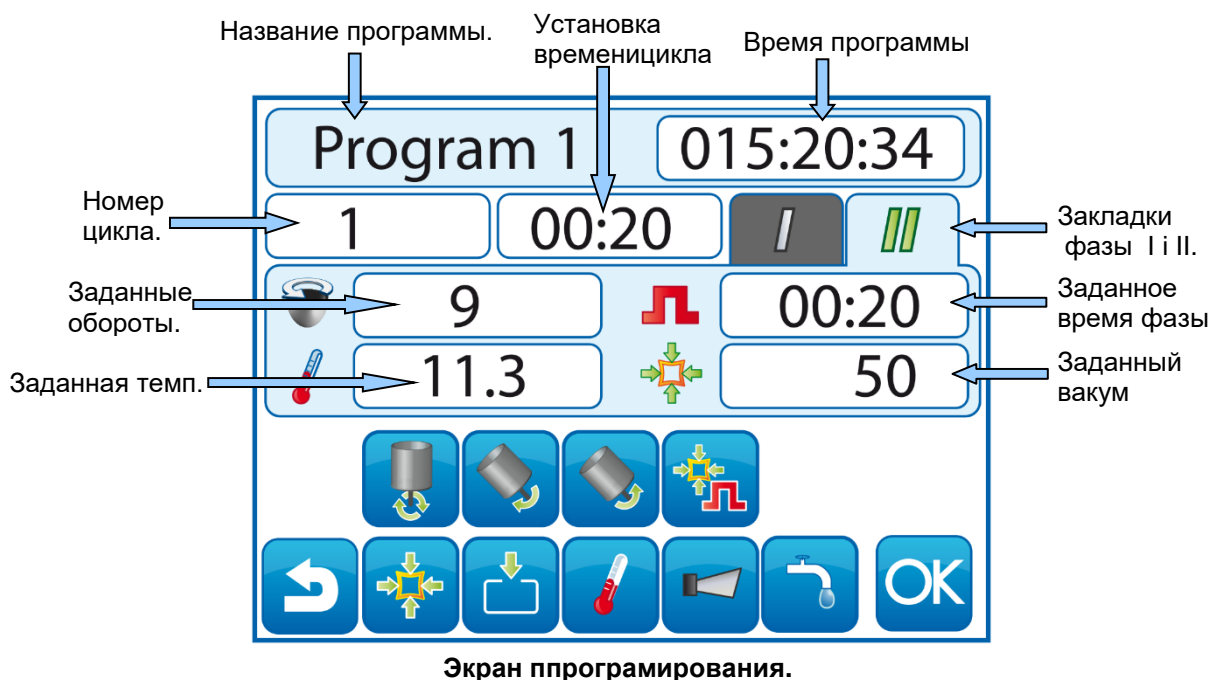 Название программы.
Установка
временицикла
Время программы
Program 1
015:20:34
Номер
цикла.
1
00:20
I
II
Закладки
фазы I i II.
Заданные
обороты.
9
00:20
Заданное
время фазы
Заданная темп.
11.3
50
Заданный
вакум
OK
Экран ппрограмирования.